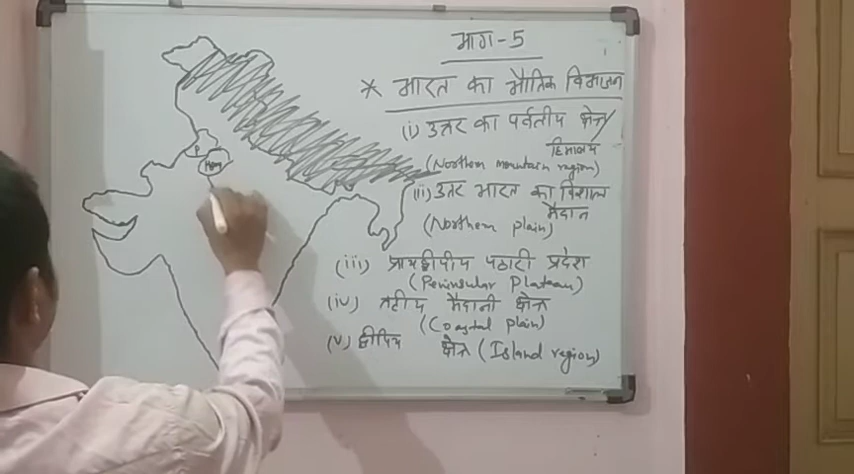 भाग-5
* भारत का भौतिक विभाजन
(i) उत्तर का पर्वतीय क्षेत्र/
हिमालय
(Northern mountain region)
(ii) उत्तर भारत का विशाल
मैदान
(Northern plain)
(iii) प्रायद्वीपीय पठारी प्रदेश
(Peninsular Plateau)
(iv) तटीय मैदानी क्षेत्र
(Coastal plain)
(v) द्वीपिय क्षेत्र (Island region)
P